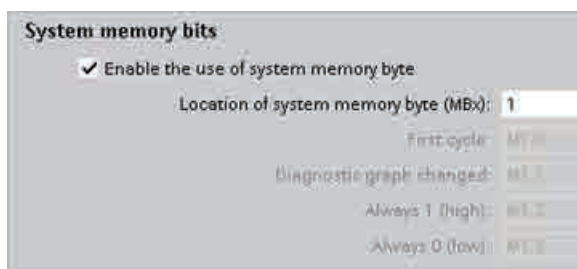 System memory bits
Enable the use of system memory byte
Location of system memory byte (MBx): 1
First cycle:
Diagnostic graph changed:
Always 1 (high):
Always 0 (low):